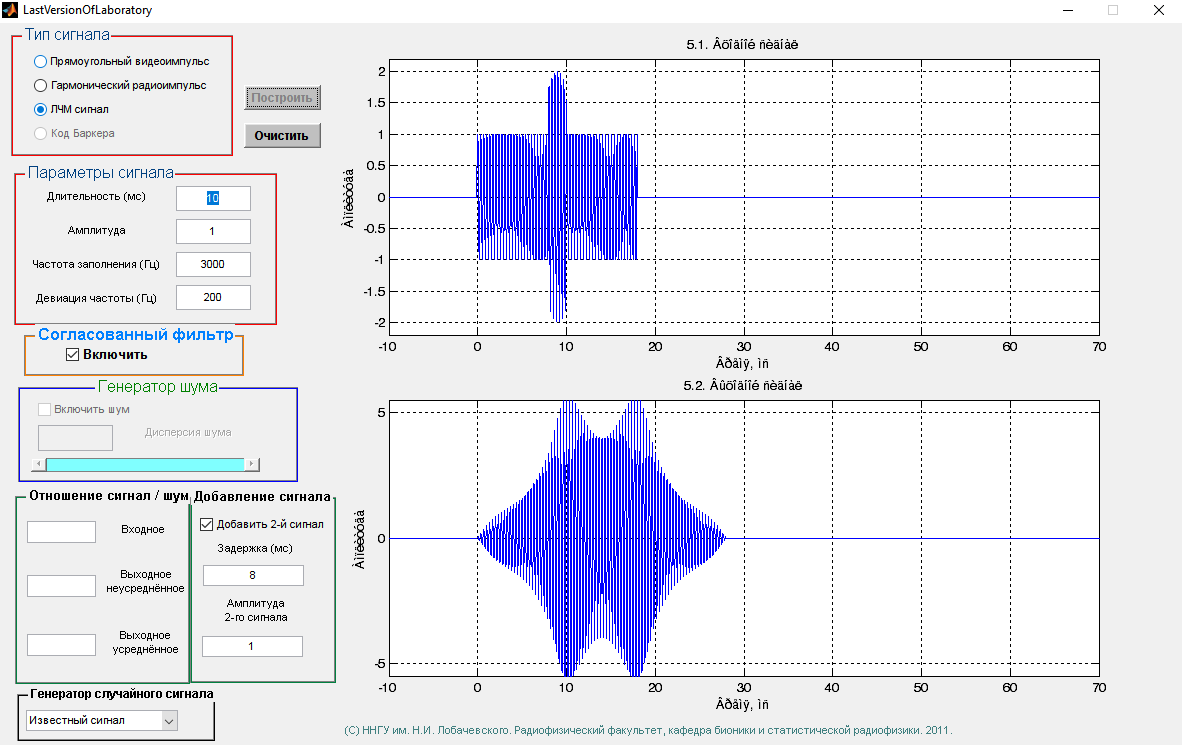 LastVersionOfLaboratory
Тип сигнала
Прямоугольный видеоимпульс
Гармонический радиоимпульс
ЛЧМ сигнал
Код Баркера
Построить
Очистить
Параметры сигнала
Длительность (мс)
10
Амплитуда
1
Частота заполнения (Гц)
3000
Девиация частоты (Гц)
200
Согласованный фильтр
Включить
Генератор шума
Включить шум
Дисперсия шума
Отношение сигнал / шум
Входное
Выходное
неусреднённое
Выходное
усреднённое
Добавление сигнала
Добавить 2-й сигнал
Задержка (мс)
8
Амплитуда
2-го сигнала
1
Генератор случайного сигнала
Известный сигнал
5.1. Âõîäíîé ñèãíàë
Àìïëèòóäà
2
1.5
1
0.5
0
-0.5
-1
-1.5
-2
-10 0 10 20 30 40 50 60 70
Âðåìÿ, ìñ
5.2. Âûõîäíîé ñèãíàë
Àìïëèòóäà
5
0
-5
-10 0 10 20 30 40 50 60 70
Âðåìÿ, ìñ
(С) ННГУ им. Н.И. Лобачевского. Радиофизический факультет, кафедра бионики и статистической радиофизики. 2011.